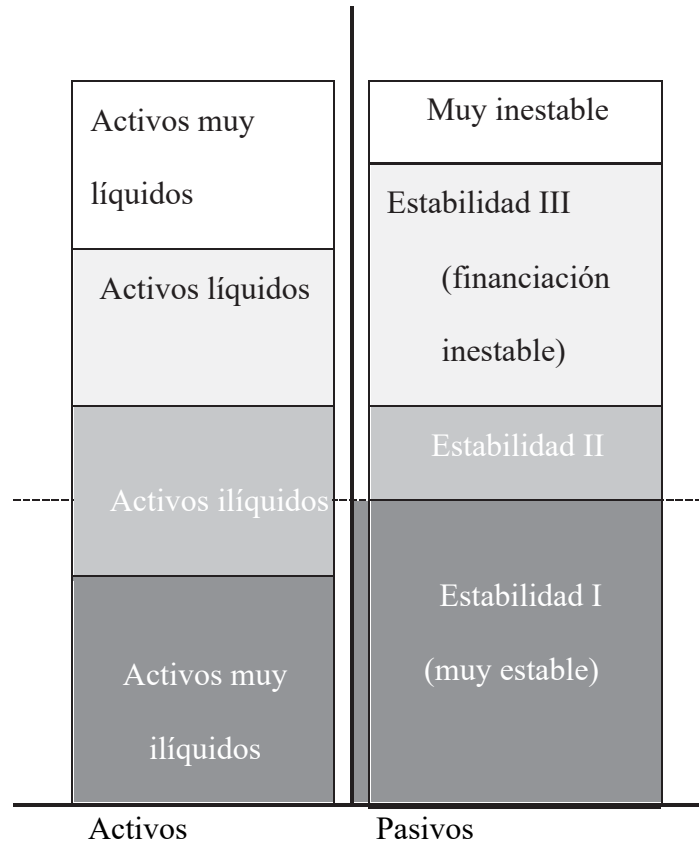 Activos muy
líquidos
Activos líquidos
Activos ilíquidos
Activos muy
ilíquidos
Activos
Muy inestable
Estabilidad III
(financiación
inestable)
Estabilidad II
Estabilidad I
(muy estable)
Pasivos